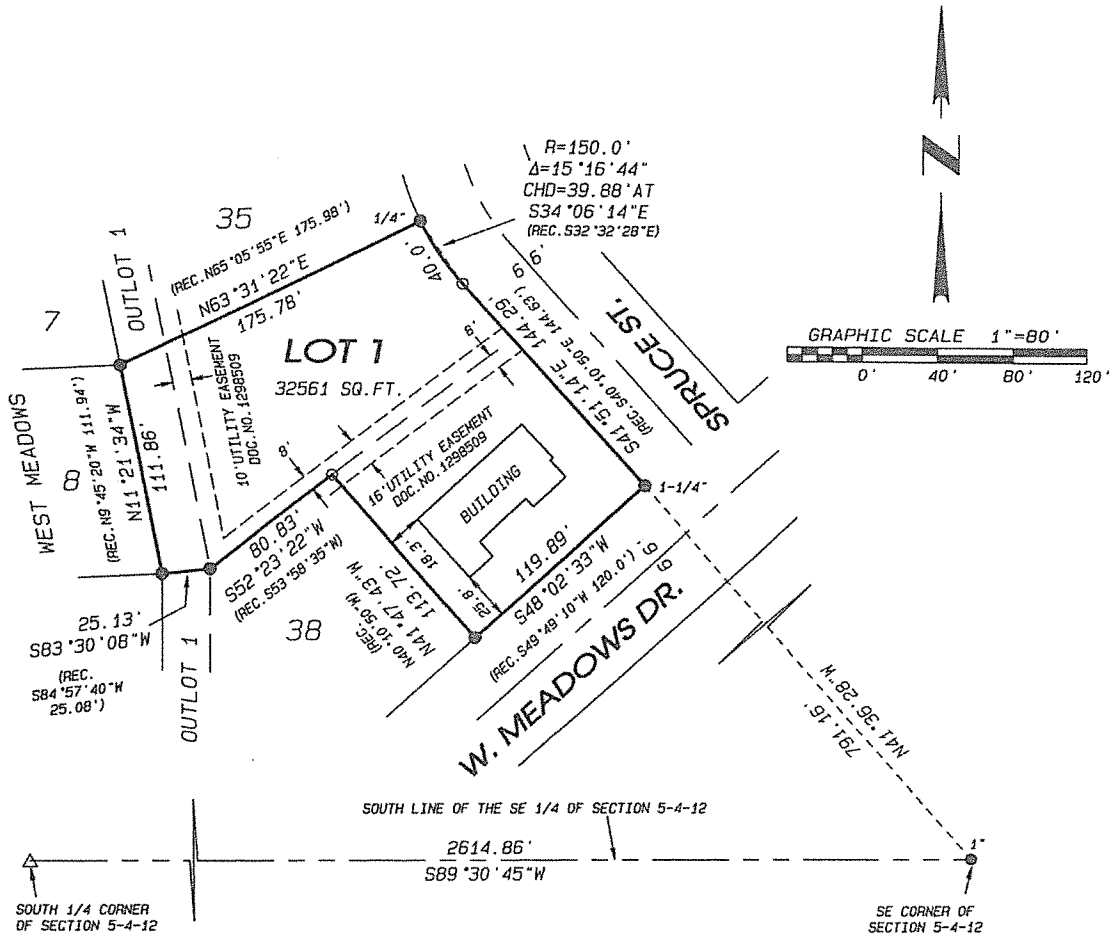 N
GRAPHIC SCALE 1"=80'
0' 40' 80' 120'
R=150.0'
Δ=15°16'44"
CHD=39.88'AT
S34°06'14"E
(REC.S32°32'28"E)
35
1/4"
40.0'
(REC.N65°05'55"E 175.98')
N63°31'22"E
175.78'
OUTLOT 1
7
LOT 1
32561 SQ.FT.
10'UTILITY EASEMENT
DOC.NO.1298509
66'
144.29'
S41°51'14"E
(REC.S40°10'50"E 144.63')
SPRUCE ST.
8'
8'
16'UTILITY EASEMENT
DOC.NO.1298509
BUILDING
18.3'
25.8'
1-1/4"
WEST MEADOWS
8
(REC.N9°45'20"W 111.94')
N11°21'34"W
111.86'
80.83'
S52°23'22"W
(REC.S53°58'35"W)
113.72'
N41°47'43"W
(REC.
N40°10'50"W)
119.89'
S48°02'33"W
(REC.S49°49'10"W 120.0')
66'
W. MEADOWS DR.
25.13'
S83°30'08"W
(REC.
S84°57'40"W
25.08')
OUTLOT 1
38
N41°36'28"W
791.16'
SOUTH LINE OF THE SE 1/4 OF SECTION 5-4-12
2614.86'
S89°30'45"W
1"
SOUTH 1/4 CORNER
OF SECTION 5-4-12
SE CORNER OF
SECTION 5-4-12